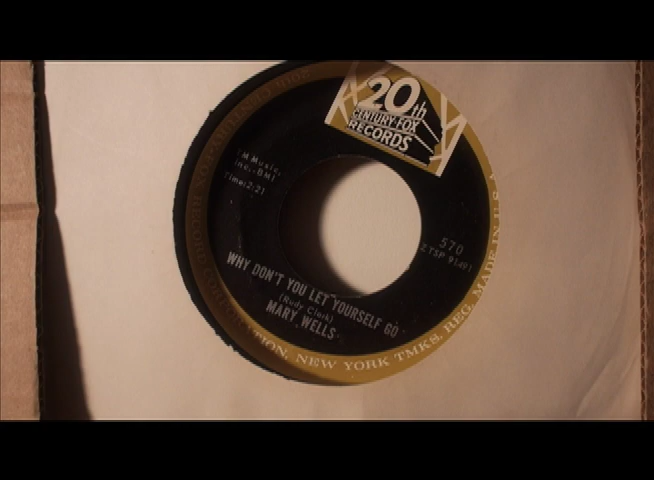 20th
CENTURY-FOX
RECORDS
Music,
Inc., BMI
Time: 2:21
570
WHY DON'T YOU LET YOURSELF GO
(Rudy Clark)
MARY WELLS
NEW YORK TMKS. REG. MADE IN U.S.A.